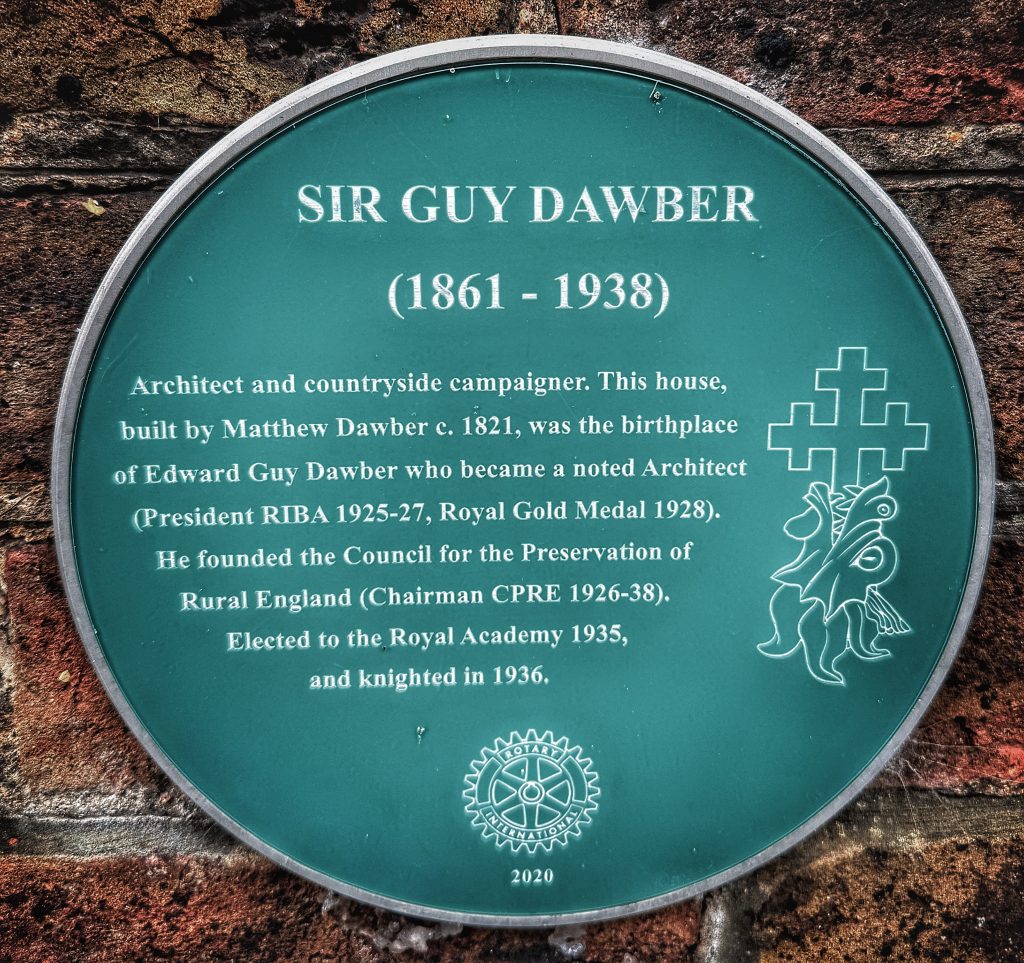 SIR GUY DAWBER
(1861 - 1938)
Architect and countryside campaigner. This house,
built by Matthew Dawber c. 1821, was the birthplace
of Edward Guy Dawber who became a noted Architect
(President RIBA 1925-27, Royal Gold Medal 1928).
He founded the Council for the Preservation of
Rural England (Chairman CPRE 1926-38).
Elected to the Royal Academy 1935,
and knighted in 1936.
ROTARY
INTERNATIONAL
2020